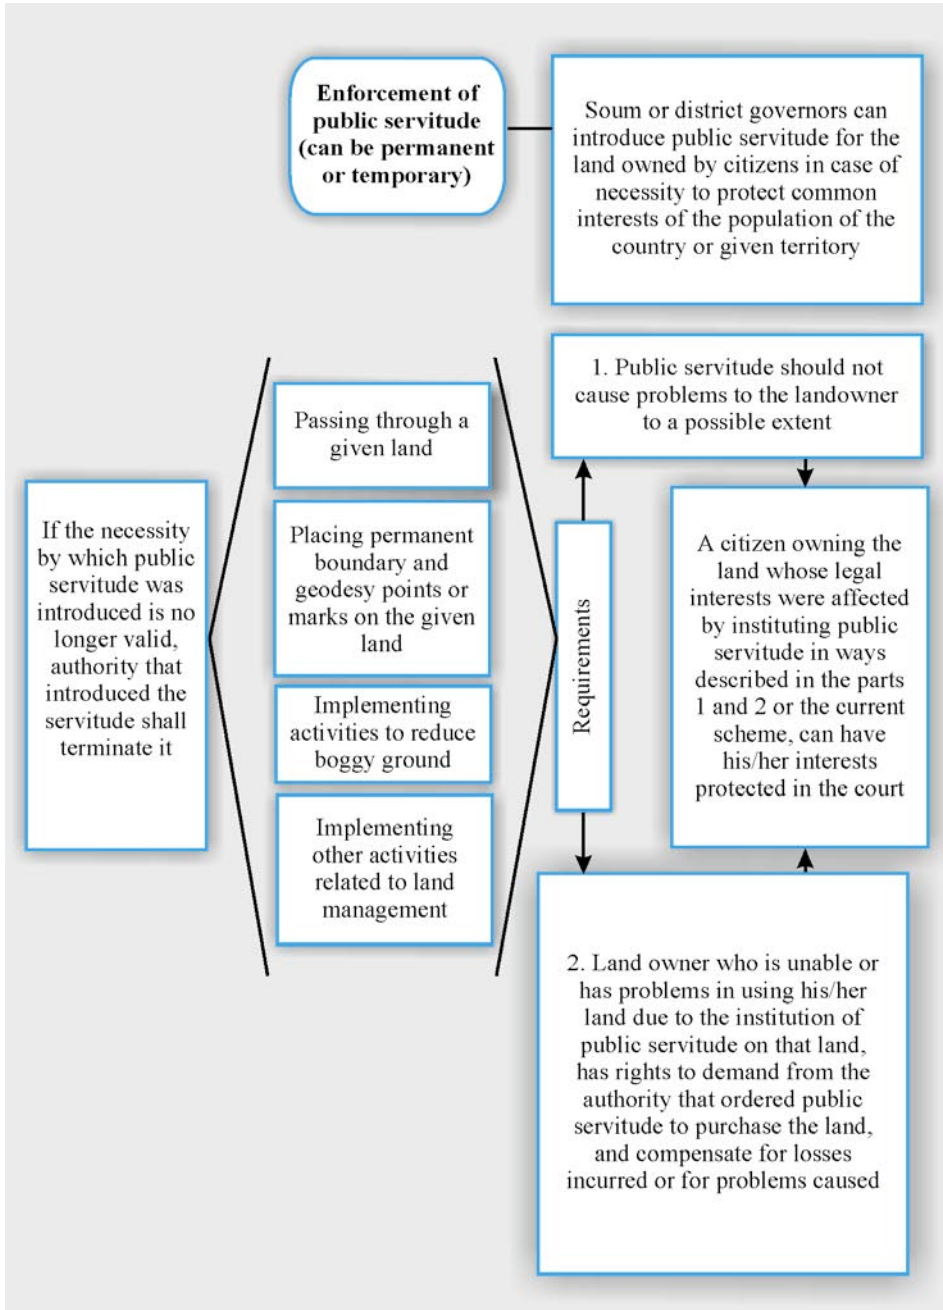 Enforcement of
public servitude
(can be permanent
or temporary)
Soum or district governors can
introduce public servitude for the
land owned by citizens in case of
necessity to protect common
interests of the population of the
country or given territory
1. Public servitude should not
cause problems to the landowner
to a possible extent
Passing through a
given land
Placing permanent
boundary and
geodesy points or
marks on the given
land
Implementing
activities to reduce
boggy ground
Implementing
other activities
related to land
management
If the necessity
by which public
servitude was
introduced is no
longer valid,
authority that
introduced the
servitude shall
terminate it
Requirements
A citizen owning the
land whose legal
interests were affected
by instituting public
servitude in ways
described in the parts
1 and 2 or the current
scheme, can have
his/her interests
protected in the court
2. Land owner who is unable or
has problems in using his/her
land due to the institution of
public servitude on that land,
has rights to demand from the
authority that ordered public
servitude to purchase the land,
and compensate for losses
incurred or for problems caused